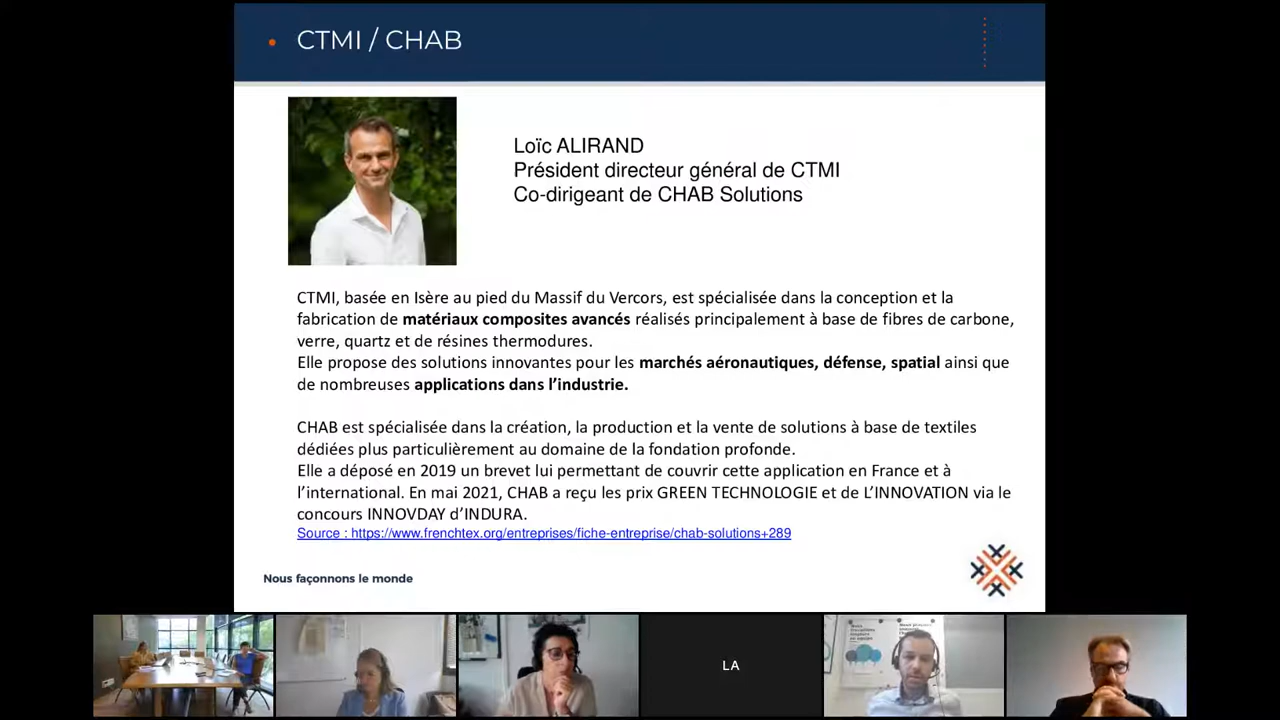 CTMI / CHAB
Loïc ALIRAND
Président directeur général de CTMI
Co-dirigeant de CHAB Solutions
CTMI, basée en Isère au pied du Massif du Vercors, est spécialisée dans la conception et la
fabrication de matériaux composites avancés réalisés principalement à base de fibres de carbone,
verre, quartz et de résines thermodures.
Elle propose des solutions innovantes pour les marchés aéronautiques, défense, spatial ainsi que
de nombreuses applications dans l’industrie.
CHAB est spécialisée dans la création, la production et la vente de solutions à base de textiles
dédiées plus particulièrement au domaine de la fondation profonde.
Elle a déposé en 2019 un brevet lui permettant de couvrir cette application en France et à
l’international. En mai 2021, CHAB a reçu les prix GREEN TECHNOLOGIE et de L’INNOVATION via le
concours INNOVDAY d’INDURA.
Source : https://www.frenchtex.org/entreprises/fiche-entreprise/chab-solutions+289
Nous façonnons le monde
LA